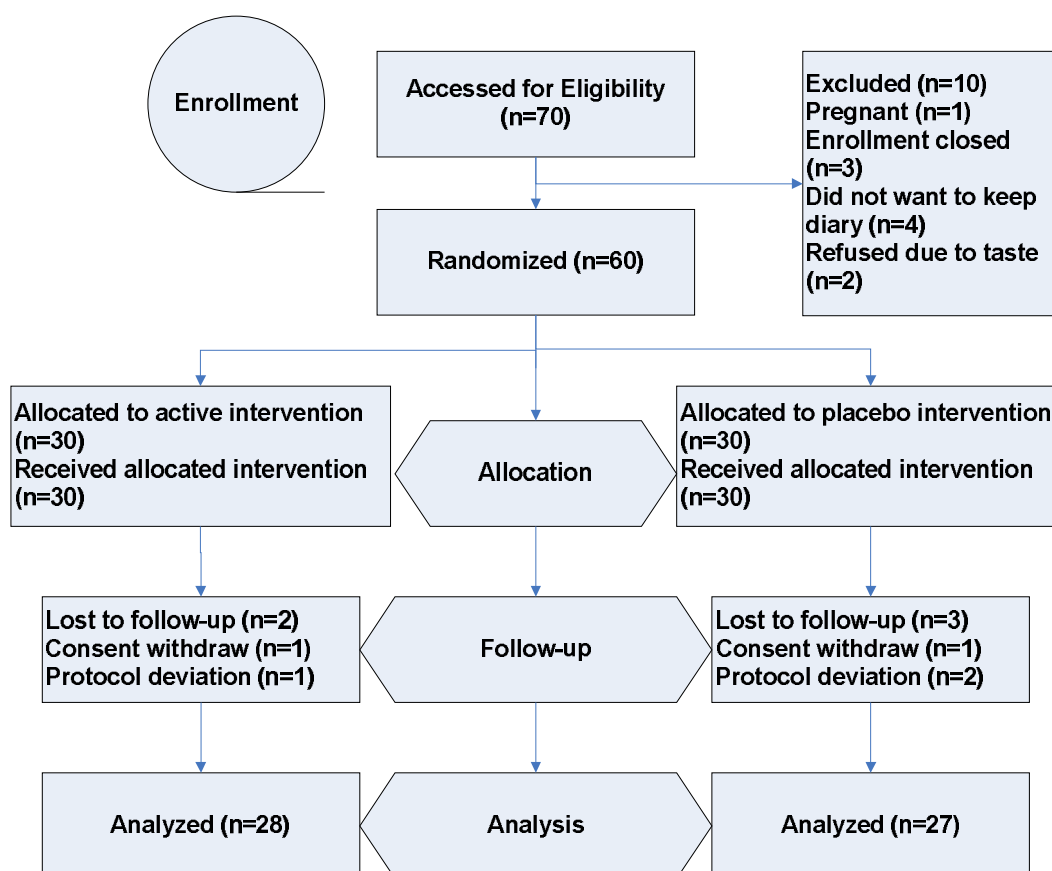 Enrollment
Accessed for Eligibility
(n=70)
Excluded (n=10)
Pregnant (n=1)
Enrollment closed
(n=3)
Did not want to keep
diary (n=4)
Refused due to taste
(n=2)
Randomized (n=60)
Allocated to active intervention
(n=30)
Received allocated intervention
(n=30)
Allocation
Allocated to placebo intervention
(n=30)
Received allocated intervention
(n=30)
Lost to follow-up (n=2)
Consent withdraw (n=1)
Protocol deviation (n=1)
Follow-up
Lost to follow-up (n=3)
Consent withdraw (n=1)
Protocol deviation (n=2)
Analyzed (n=28)
Analysis
Analyzed (n=27)